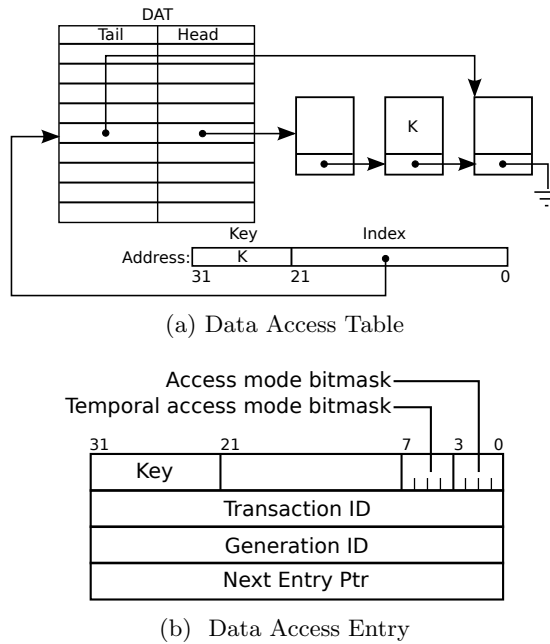 DAT
Tail Head
K
Key Index
Address: K
31 21 0
(a) Data Access Table
Access mode bitmask
Temporal access mode bitmask
31 21 7 3 0
Key
Transaction ID
Generation ID
Next Entry Ptr
(b) Data Access Entry